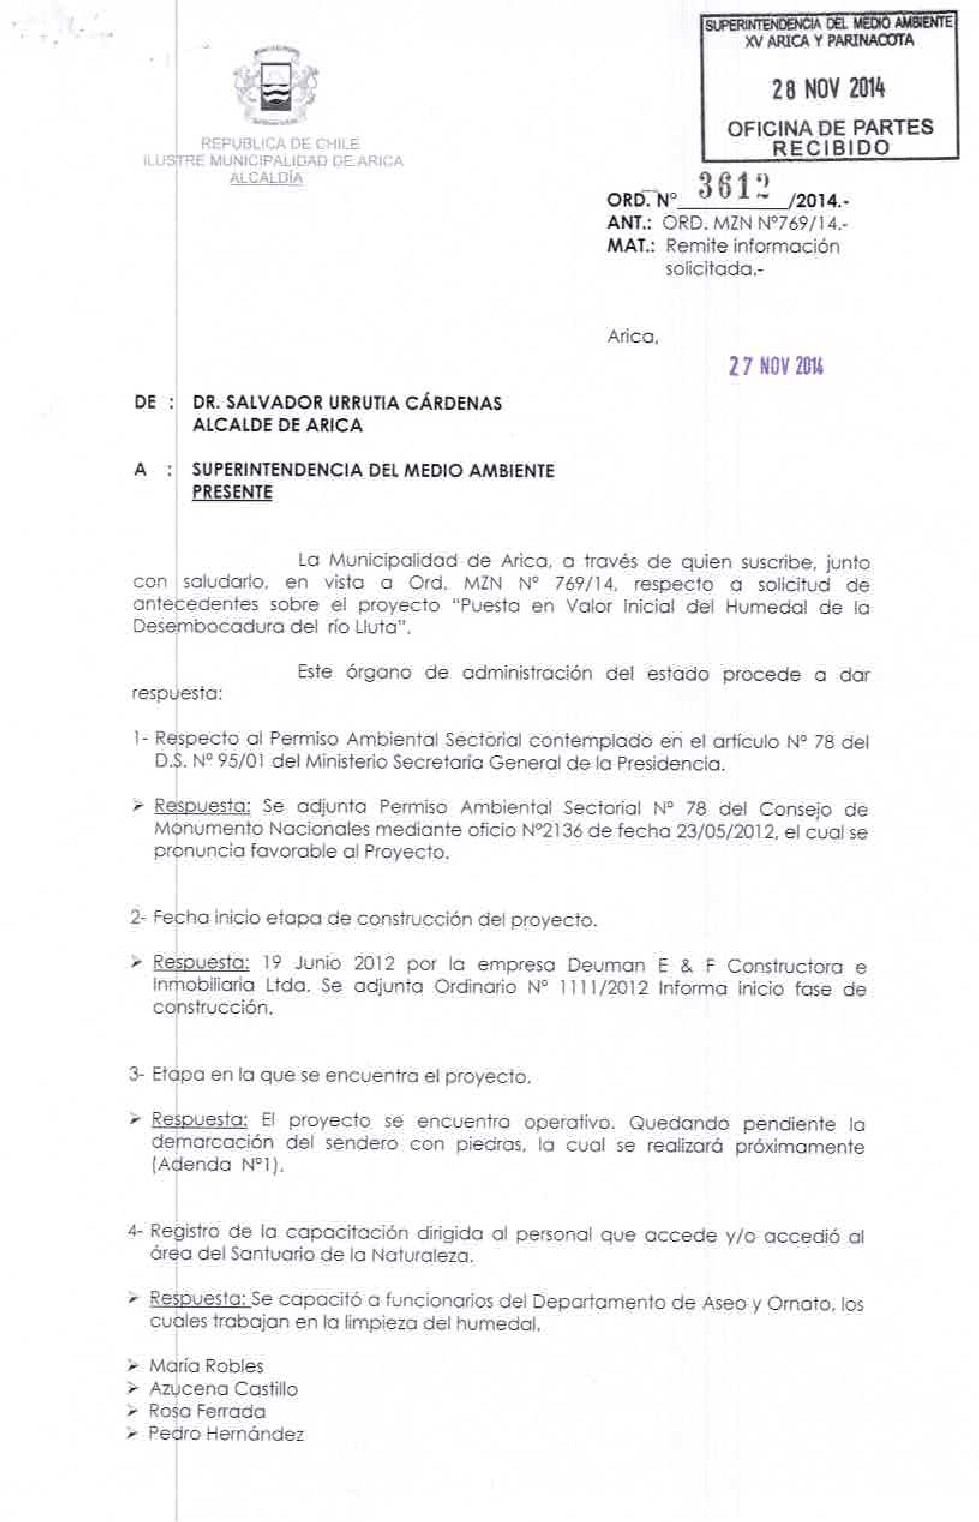 SUPERINTENDENCIA DEL MEDIO AMBIENTE
XV ARICA Y PARINACOTA
28 NOV 2014
OFICINA DE PARTES
RECIBIDO
REPUBLICA DE CHILE
ILUSTRE MUNICIPALIDAD DE ARICA
ALCALDÍA
ORD. Nº 3612 /2014.-
ANT.: ORD. MZN Nº769/14.-
MAT.: Remite información
solicitada.-
Arica,
27 NOV 2014
DE : DR. SALVADOR URRUTIA CÁRDENAS
ALCALDE DE ARICA
A : SUPERINTENDENCIA DEL MEDIO AMBIENTE
PRESENTE
La Municipalidad de Arica, a través de quien suscribe, junto
con saludarlo, en vista a Ord. MZN Nº 769/14, respecto a solicitud de
antecedentes sobre el proyecto "Puesta en Valor Inicial del Humedal de la
Desembocadura del río Lluta".
Este órgano de administración del estado procede a dar
respuesta:
1- Respecto al Permiso Ambiental Sectorial contemplado en el artículo Nº 78 del
D.S. Nº 95/01 del Ministerio Secretaría General de la Presidencia.
➢ Respuesta: Se adjunta Permiso Ambiental Sectorial Nº 78 del Consejo de
Monumento Nacionales mediante oficio Nº2136 de fecha 23/05/2012, el cual se
pronuncia favorable al Proyecto.
2- Fecha inicio etapa de construcción del proyecto.
➢ Respuesta: 19 Junio 2012 por la empresa Deuman E & F Constructora e
Inmobiliaria Ltda. Se adjunta Ordinario Nº 1111/2012 Informa inicio fase de
construcción.
3- Etapa en la que se encuentra el proyecto.
➢ Respuesta: El proyecto se encuentra operativo. Quedando pendiente la
demarcación del sendero con piedras, la cual se realizará próximamente
(Adenda Nº1).
4- Registro de la capacitación dirigida al personal que accede y/o accedió al
área del Santuario de la Naturaleza.
➢ Respuesta: Se capacitó a funcionarios del Departamento de Aseo y Ornato, los
cuales trabajan en la limpieza del humedal.
➢ María Robles
➢ Azucena Castillo
➢ Rosa Ferrada
➢ Pedro Hernández